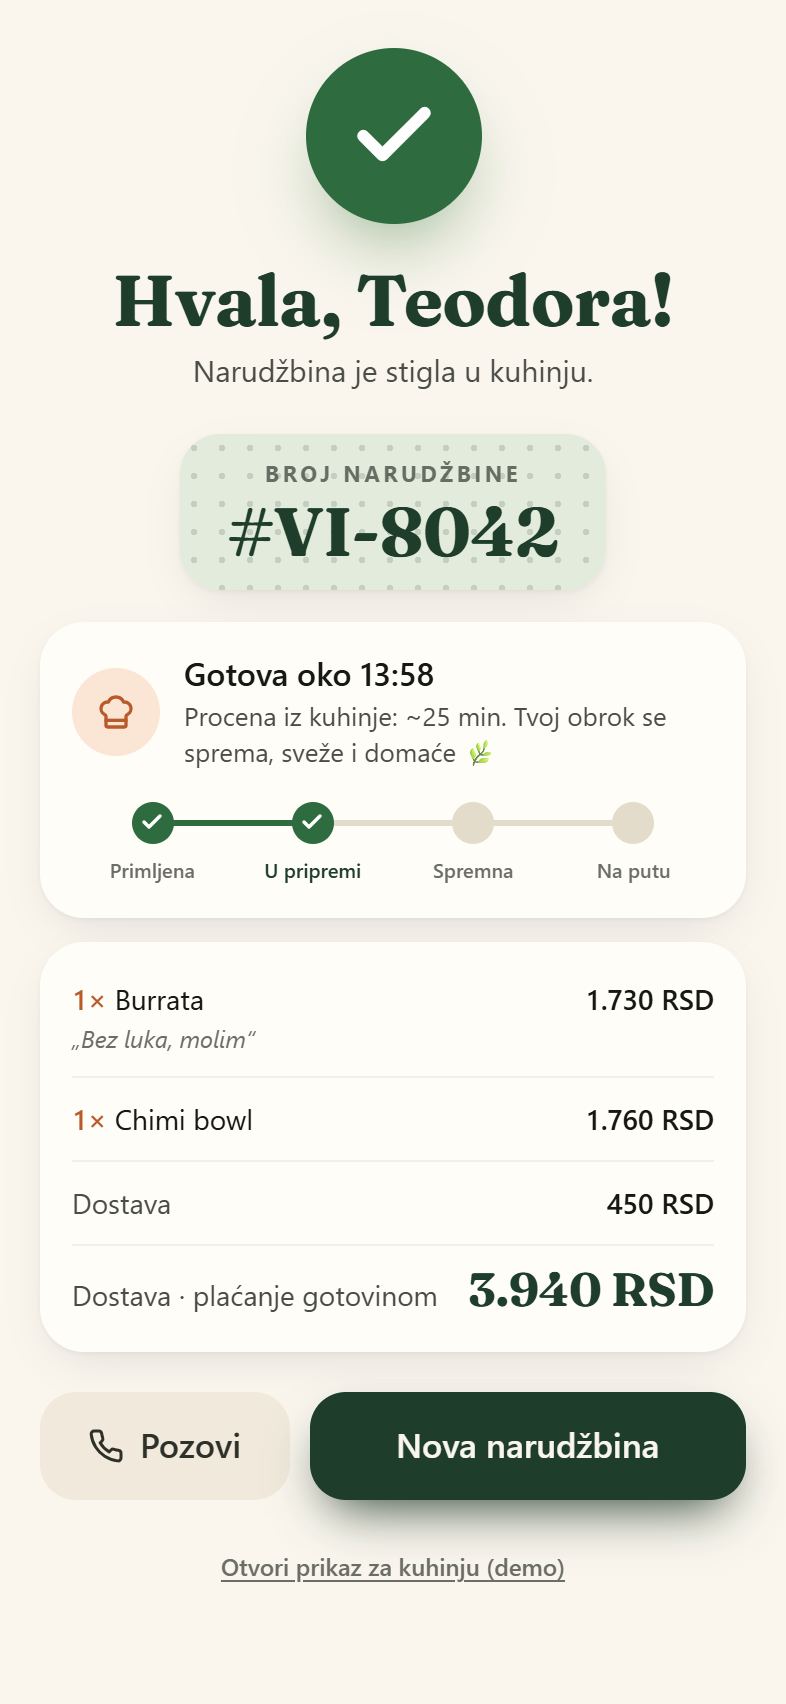 Hvala, Teodora!
Narudžbina je stigla u kuhinju.
BROJ NARUDŽBINE
#VI-8042
Gotova oko 13:58
Procena iz kuhinje: ~25 min. Tvoj obrok se
sprema, sveže i domaće 🌿
Primljena U pripremi Spremna Na putu
1× Burrata 1.730 RSD
„Bez luka, molim“
1× Chimi bowl 1.760 RSD
Dostava 450 RSD
Dostava · plaćanje gotovinom 3.940 RSD
Pozovi Nova narudžbina
Otvori prikaz za kuhinju (demo)